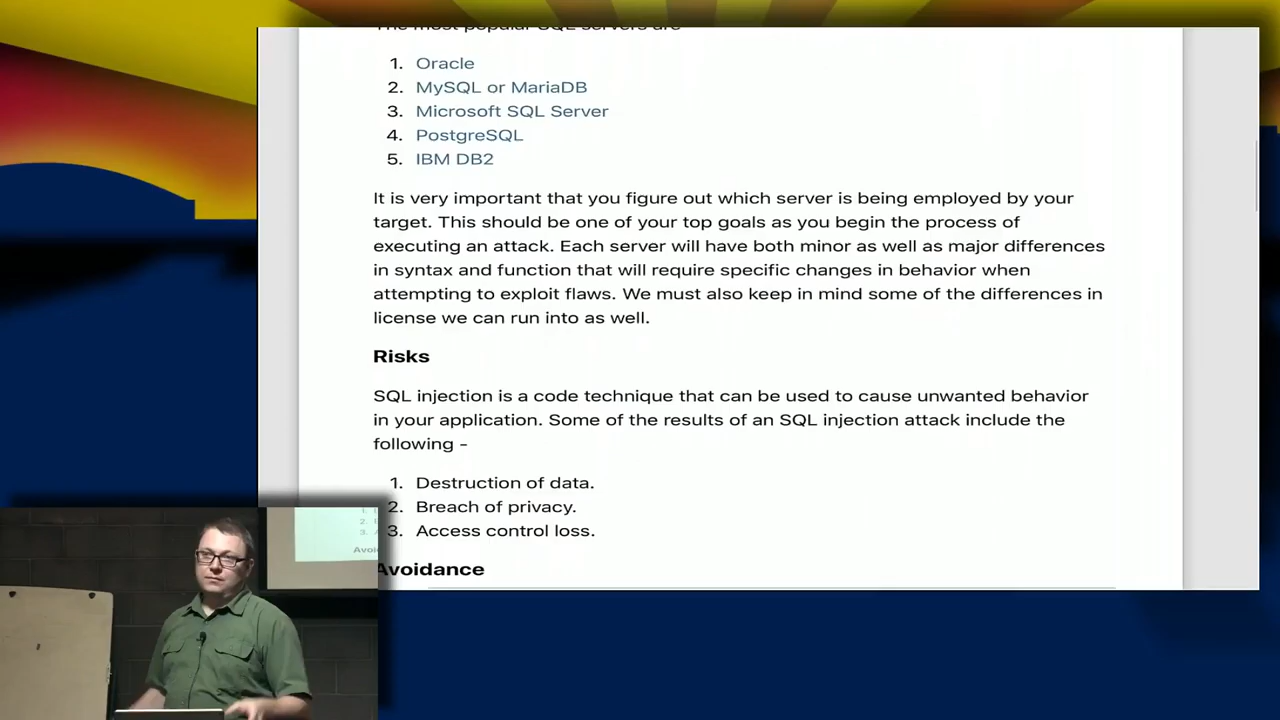 The most popular SQL servers are
1. Oracle
2. MySQL or MariaDB
3. Microsoft SQL Server
4. PostgreSQL
5. IBM DB2
It is very important that you figure out which server is being employed by your
target. This should be one of your top goals as you begin the process of
executing an attack. Each server will have both minor as well as major differences
in syntax and function that will require specific changes in behavior when
attempting to exploit flaws. We must also keep in mind some of the differences in
license we can run into as well.
Risks
SQL injection is a code technique that can be used to cause unwanted behavior
in your application. Some of the results of an SQL injection attack include the
following -
1. Destruction of data.
2. Breach of privacy.
3. Access control loss.
Avoidance